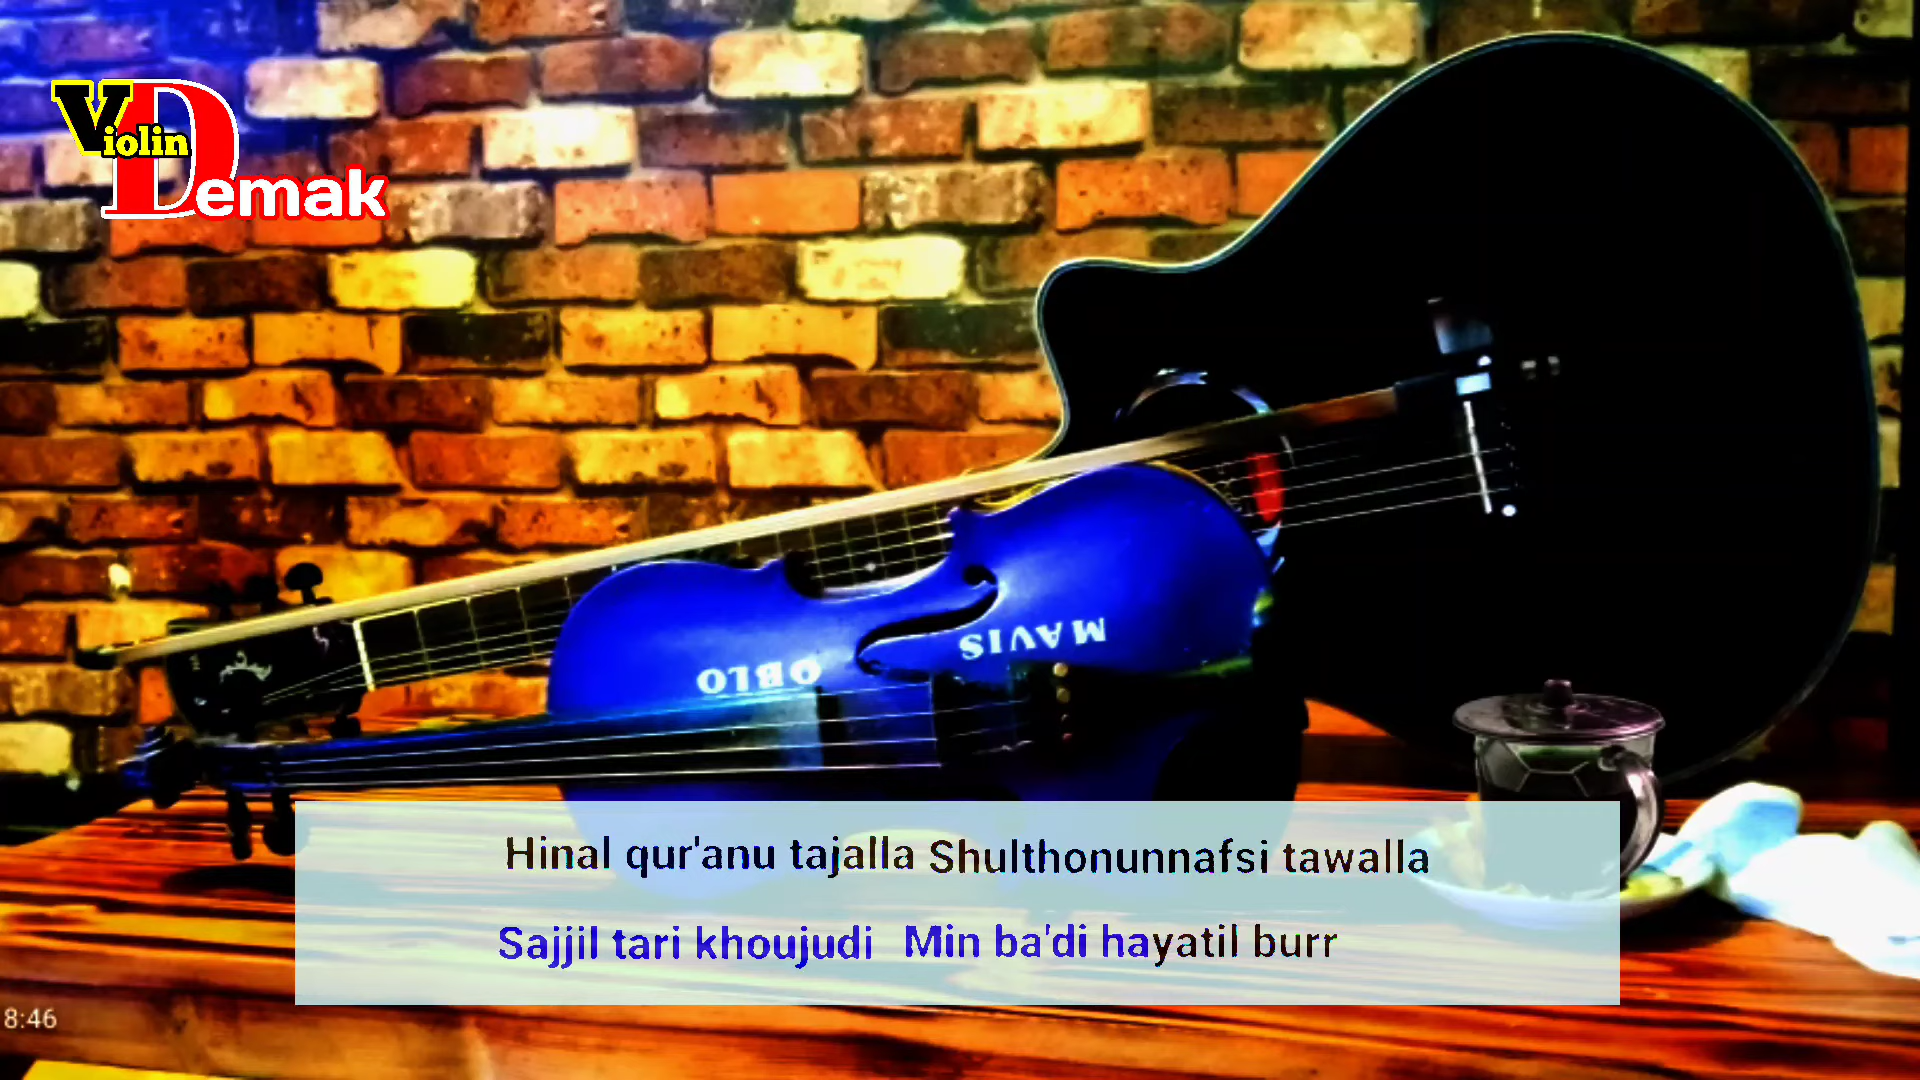 Violin
Demak
OBLO
MAVIS
Hinal qur'anu tajalla Shulthonunnafsi tawalla
Sajjil tari khoujudi Min ba'di hayatil burr
8:46